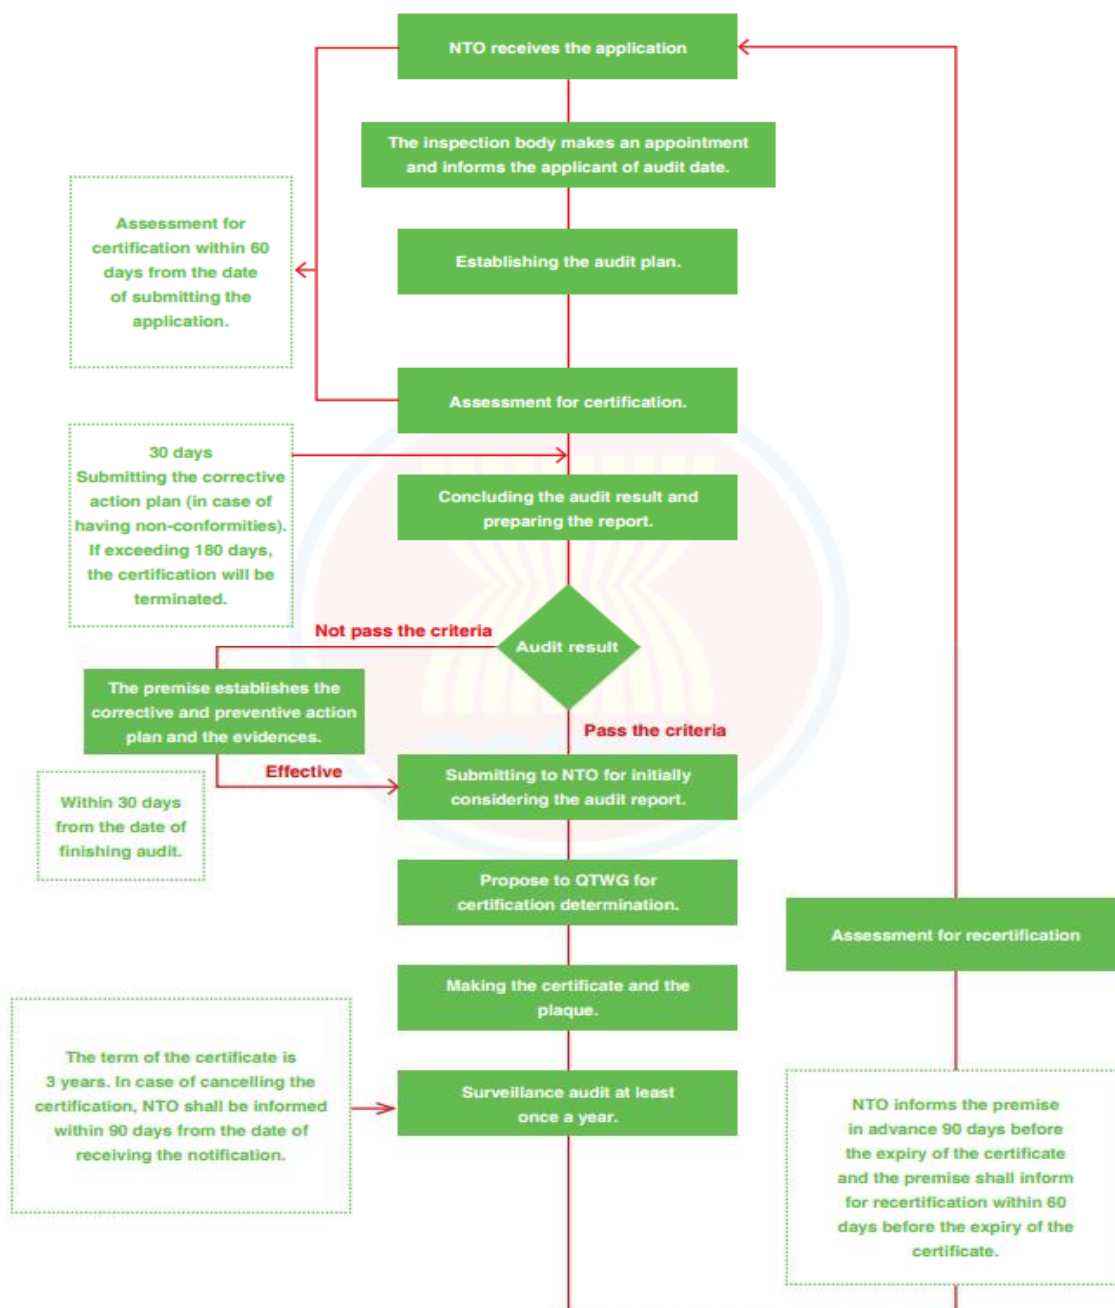 NTO receives the application
The inspection body makes an appointment
and informs the applicant of audit date.
Assessment for
certification within 60
days from the date
of submitting the
application.
Establishing the audit plan.
Assessment for certification.
30 days
Submitting the corrective
action plan (in case of
having non-conformities).
If exceeding 180 days,
the certification will be
terminated.
Concluding the audit result and
preparing the report.
Audit result
Not pass the criteria
Pass the criteria
The premise establishes the
corrective and preventive action
plan and the evidences.
Effective
Within 30 days
from the date of
finishing audit.
Submitting to NTO for initially
considering the audit report.
Propose to QTWG for
certification determination.
Making the certificate and the
plaque.
The term of the certificate is
3 years. In case of cancelling the
certification, NTO shall be informed
within 90 days from the date of
receiving the notification.
Surveillance audit at least
once a year.
Assessment for recertification
NTO informs the premise
in advance 90 days before
the expiry of the certificate
and the premise shall inform
for recertification within 60
days before the expiry of the
certificate.